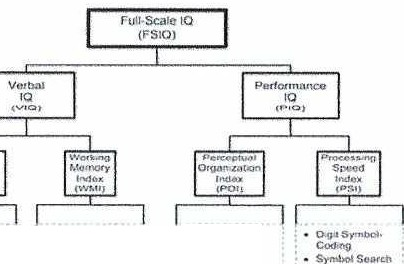 Full-Scale IQ
(FSIQ)
Verbal
IQ
(VIQ)
Performance
IQ
(PIQ)
Working
Memory
Index
(WMI)
Perceptual
Organization
Index
(POI)
Processing
Speed
Index
(PSI)
• Digit Symbol-
Coding
• Symbol Search